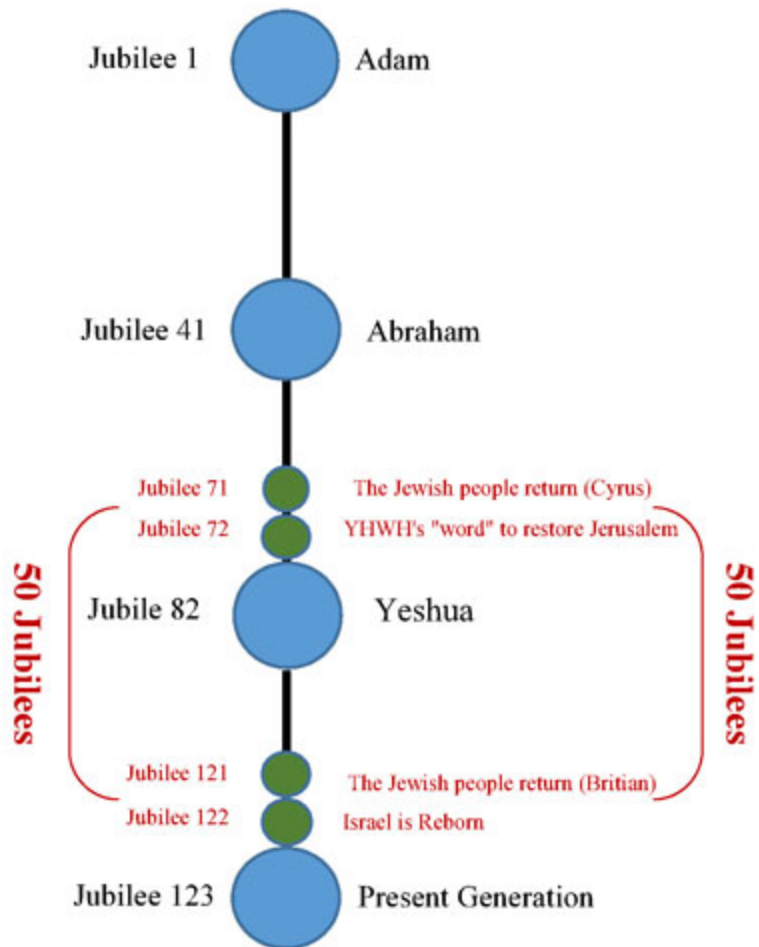 Jubilee 1 Adam
Jubilee 41 Abraham
Jubilee 71 The Jewish people return (Cyrus)
Jubilee 72 YHWH's "word" to restore Jerusalem
50 Jubilees
Jubile 82 Yeshua
50 Jubilees
Jubilee 121 The Jewish people return (Britian)
Jubilee 122 Israel is Reborn
Jubilee 123 Present Generation